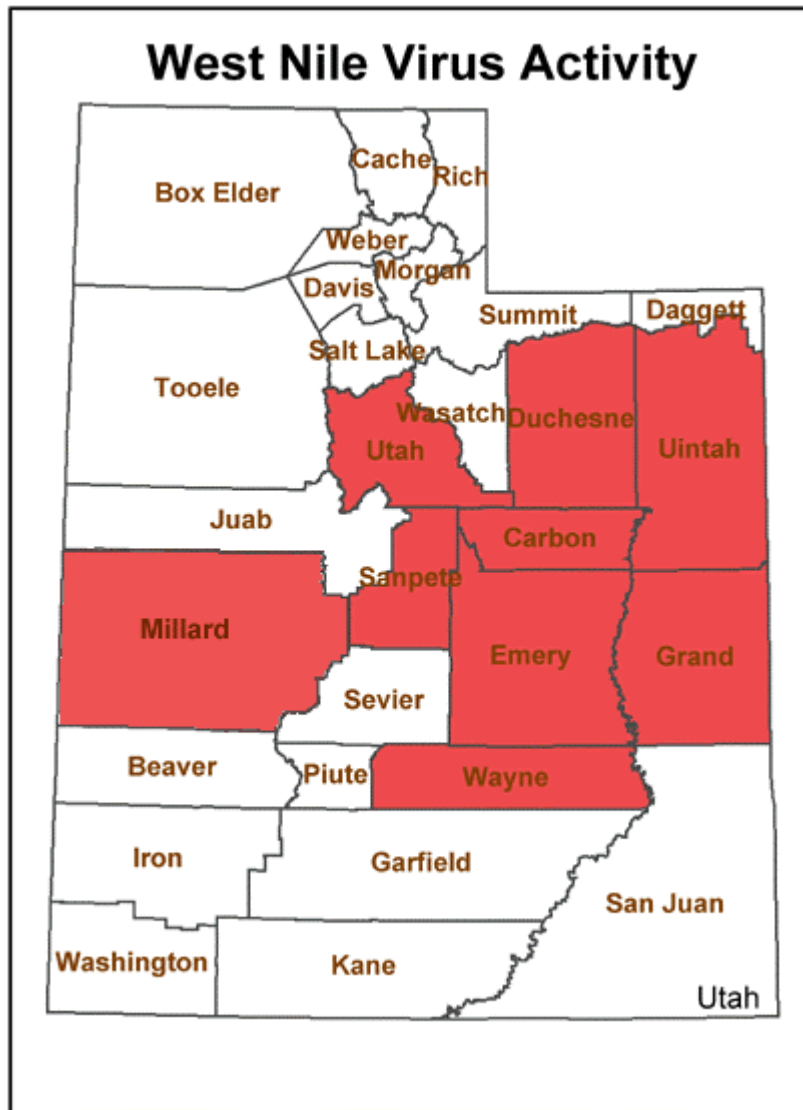 West Nile Virus Activity
Cache
Rich
Box Elder
Weber
Morgan
Davis
Summit
Daggett
Salt Lake
Tooele
Wasatch
Duchesne
Utah
Uintah
Juab
Carbon
Sanpete
Millard
Emery
Grand
Sevier
Beaver
Piute
Wayne
Iron
Garfield
San Juan
Washington
Kane
Utah